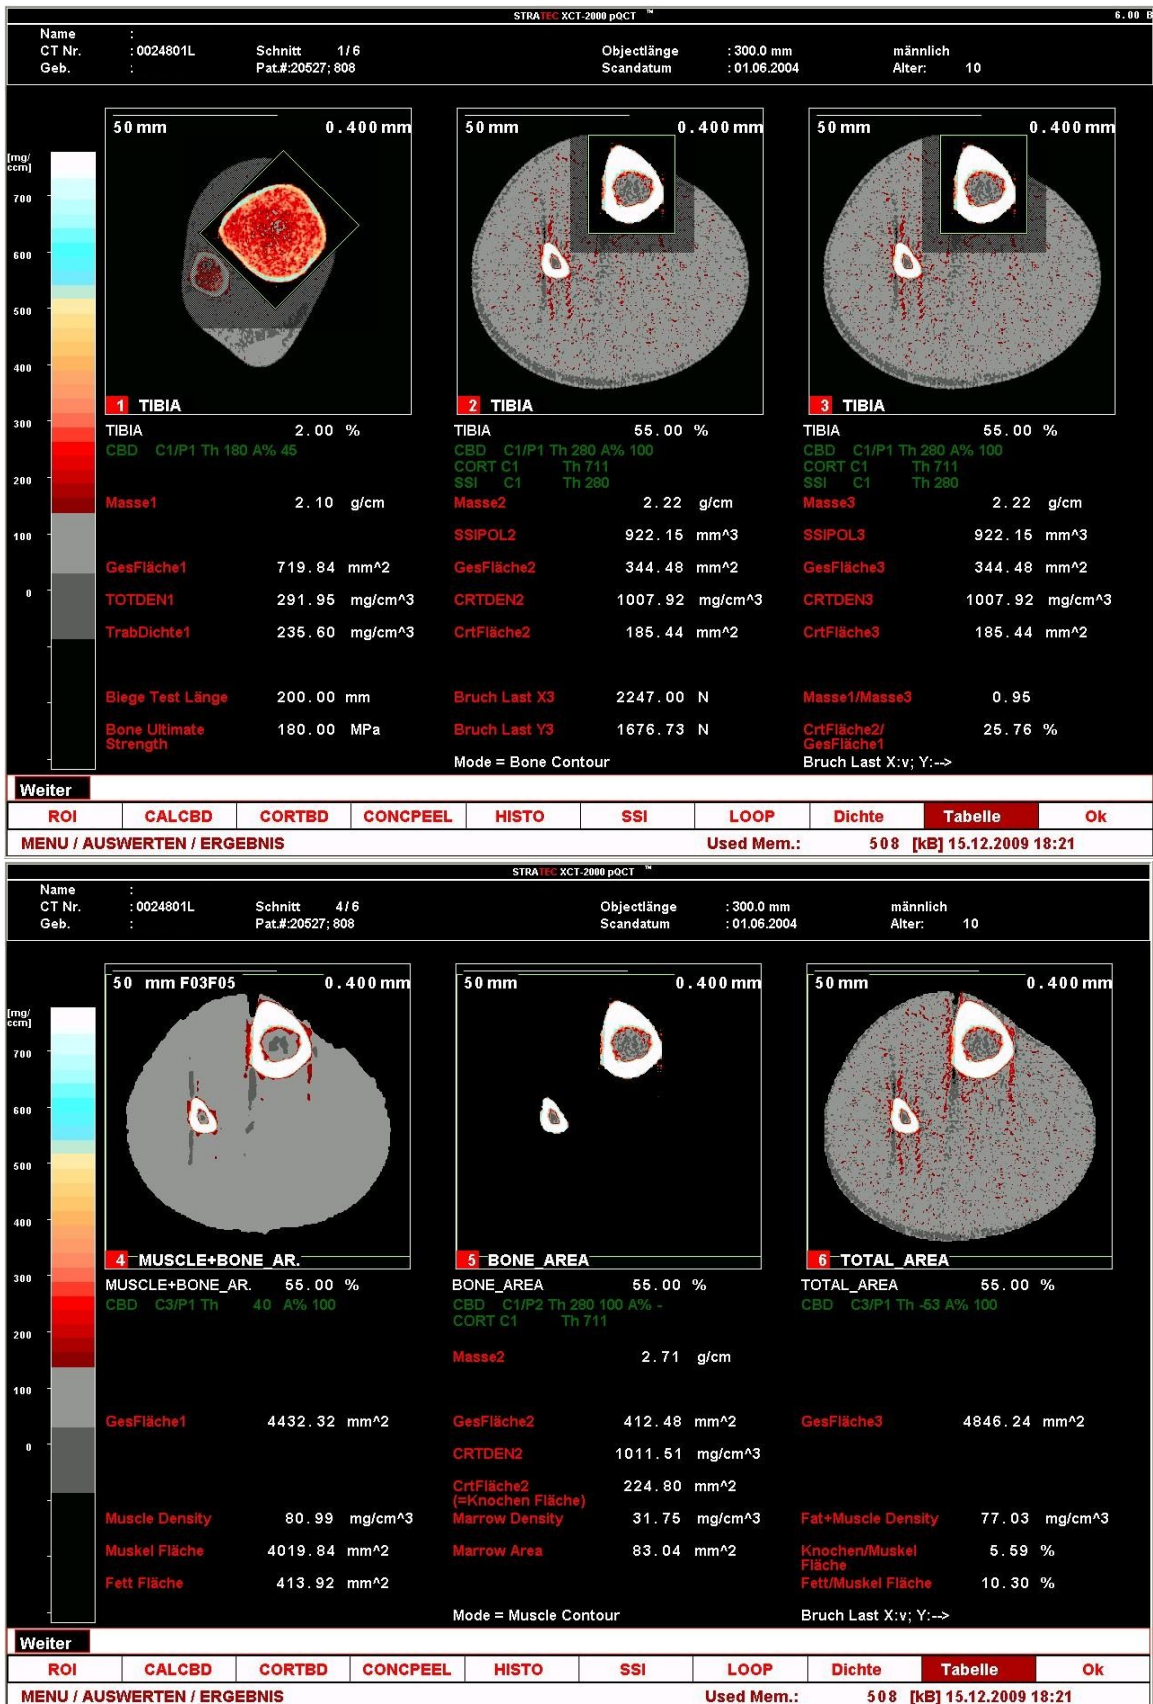 STRATEC XCT-2000 pQCT ™ 6.00 B
Name :
CT Nr. : 0024801L Schnitt 1/6 Objectlänge : 300.0 mm männlich
Geb. : Pat.#:20527; 808 Scandatum : 01.06.2004 Alter: 10
50 mm 0.400 mm 50 mm 0.400 mm 50 mm 0.400 mm
[mg/
ccm]
700
600
500
400
300
200
100
0
1 TIBIA 2 TIBIA 3 TIBIA
TIBIA 2.00 % TIBIA 55.00 % TIBIA 55.00 %
CBD C1/P1 Th 180 A% 45 CBD C1/P1 Th 280 A% 100 CBD C1/P1 Th 280 A% 100
CORT C1 Th 711 CORT C1 Th 711
SSI C1 Th 280 SSI C1 Th 280
Masse1 2.10 g/cm Masse2 2.22 g/cm Masse3 2.22 g/cm
SSIPOL2 922.15 mm^3 SSIPOL3 922.15 mm^3
GesFläche1 719.84 mm^2 GesFläche2 344.48 mm^2 GesFläche3 344.48 mm^2
TOTDEN1 291.95 mg/cm^3 CRTDEN2 1007.92 mg/cm^3 CRTDEN3 1007.92 mg/cm^3
TrabDichte1 235.60 mg/cm^3 CrtFläche2 185.44 mm^2 CrtFläche3 185.44 mm^2
Biege Test Länge 200.00 mm Bruch Last X3 2247.00 N Masse1/Masse3 0.95
Bone Ultimate Strength 180.00 MPa Bruch Last Y3 1676.73 N CrtFläche2/ GesFläche1 25.76 %
Mode = Bone Contour Bruch Last X:v; Y:-->
Weiter
ROI CALCBD CORTBD CONCPEEL HISTO SSI LOOP Dichte Tabelle Ok
MENU / AUSWERTEN / ERGEBNIS Used Mem.: 508 [kB] 15.12.2009 18:21
STRATEC XCT-2000 pQCT ™
Name :
CT Nr. : 0024801L Schnitt 4/6 Objectlänge : 300.0 mm männlich
Geb. : Pat.#:20527; 808 Scandatum : 01.06.2004 Alter: 10
50 mm F03F05 0.400 mm 50 mm 0.400 mm 50 mm 0.400 mm
[mg/
ccm]
700
600
500
400
300
200
100
0
4 MUSCLE+BONE_AR. 5 BONE_AREA 6 TOTAL_AREA
MUSCLE+BONE_AR. 55.00 % BONE_AREA 55.00 % TOTAL_AREA 55.00 %
CBD C3/P1 Th 40 A% 100 CBD C1/P2 Th 280 100 A% - CBD C3/P1 Th -53 A% 100
CORT C1 Th 711
Masse2 2.71 g/cm
GesFläche1 4432.32 mm^2 GesFläche2 412.48 mm^2 GesFläche3 4846.24 mm^2
CRTDEN2 1011.51 mg/cm^3
CrtFläche2 224.80 mm^2
(=Knochen Fläche)
Muscle Density 80.99 mg/cm^3 Marrow Density 31.75 mg/cm^3 Fat+Muscle Density 77.03 mg/cm^3
Muskel Fläche 4019.84 mm^2 Marrow Area 83.04 mm^2 Knochen/Muskel Fläche 5.59 %
Fett Fläche 413.92 mm^2 Fett/Muskel Fläche 10.30 %
Mode = Muscle Contour Bruch Last X:v; Y:-->
Weiter
ROI CALCBD CORTBD CONCPEEL HISTO SSI LOOP Dichte Tabelle Ok
MENU / AUSWERTEN / ERGEBNIS Used Mem.: 508 [kB] 15.12.2009 18:21